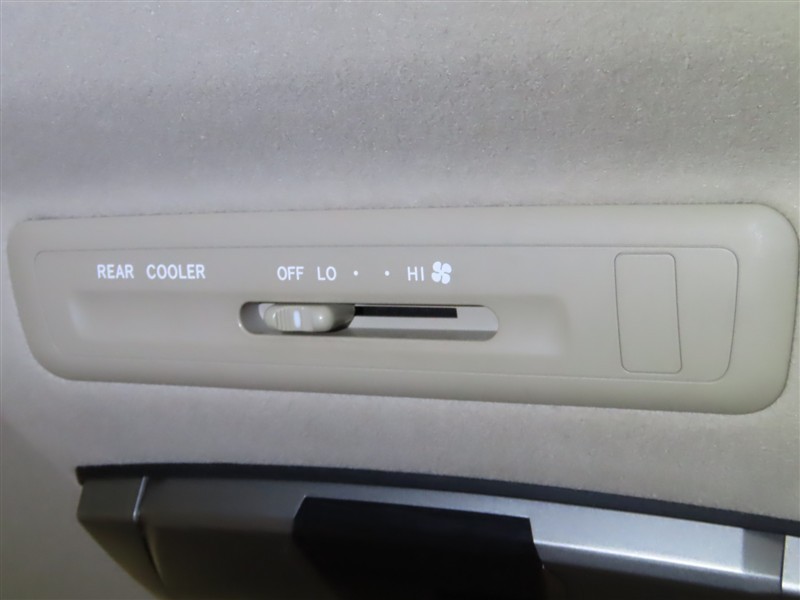 REAR COOLER OFF LO · · HI